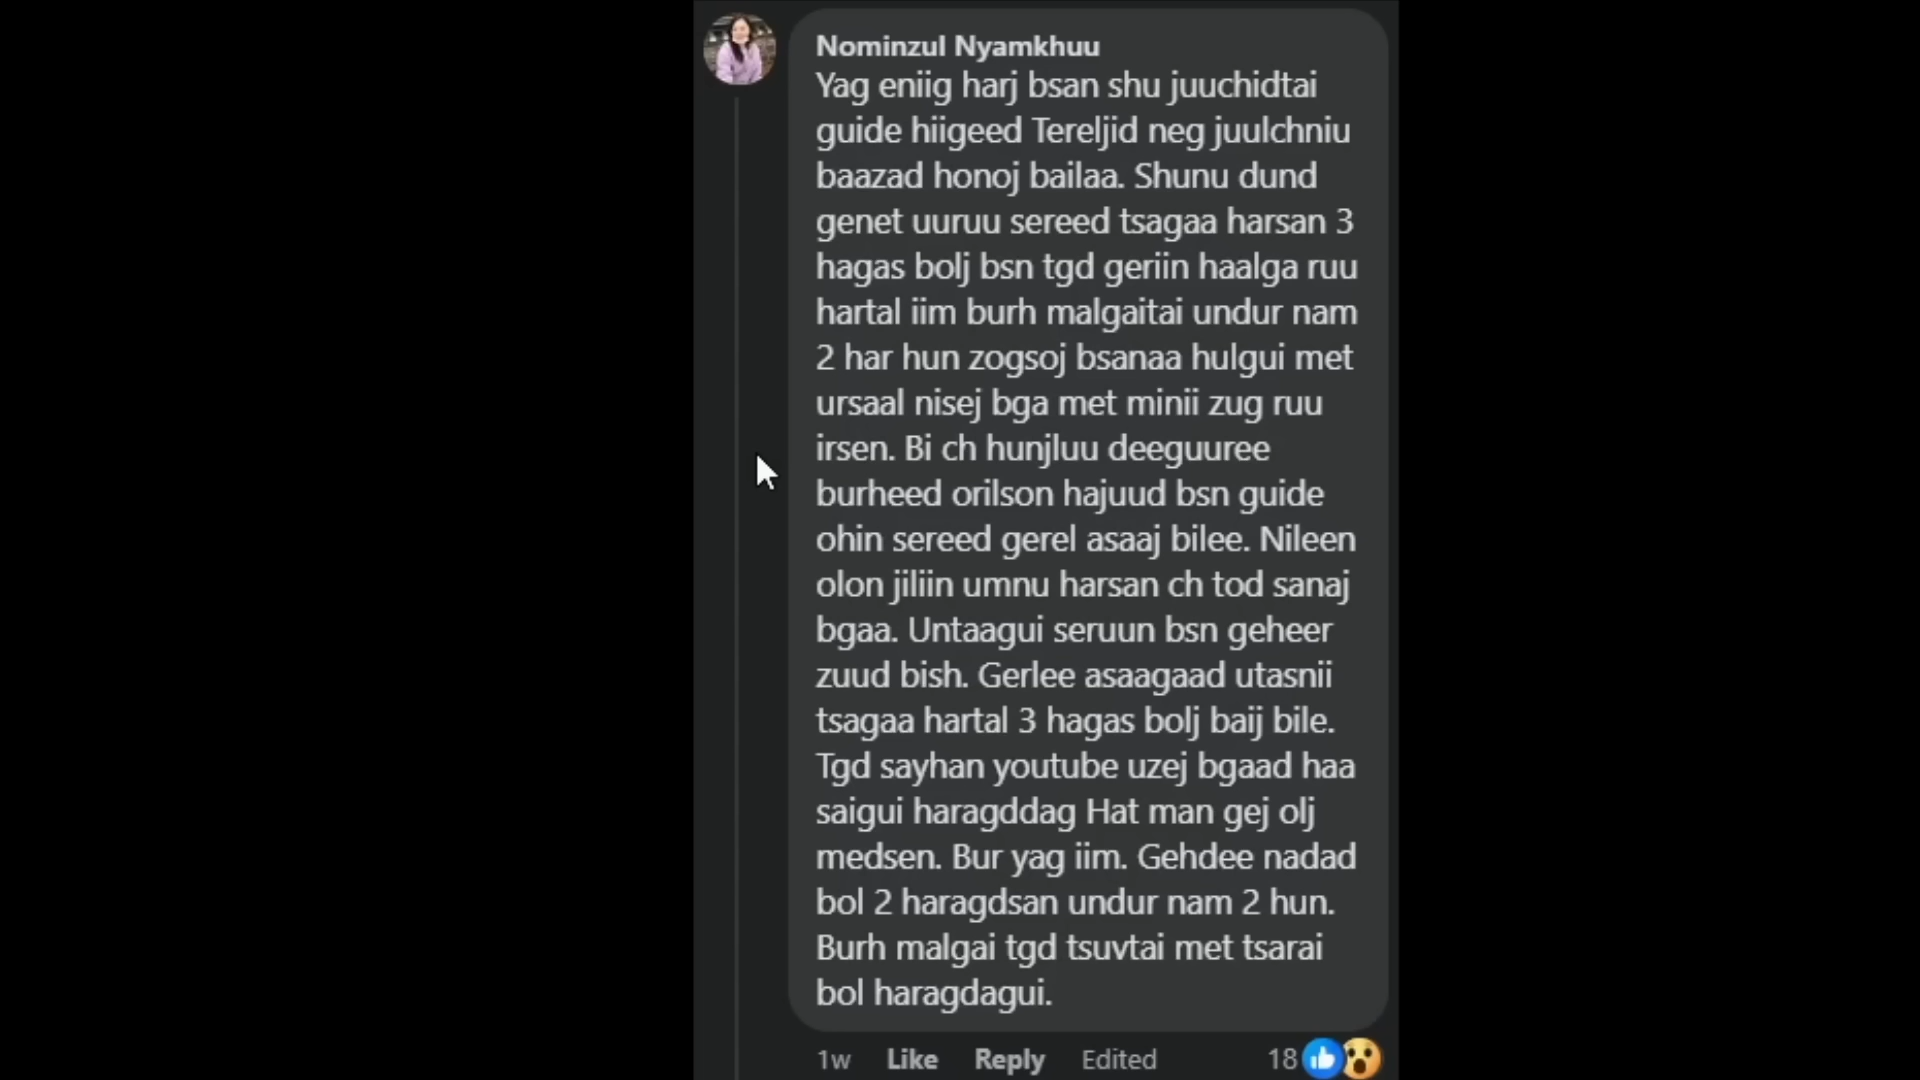 Nominzul Nyamkhuu
Yag eniig harj bsan shu juuchidtai
guide hiigeed Tereljid neg juulchniu
baazad honoj bailaa. Shunu dund
genet uuruu sereed tsagaa harsan 3
hagas bolj bsn tgd geriin haalga ruu
hartal iim burh malgaitai undur nam
2 har hun zogsoj bsanaa hulgui met
ursaal nisej bga met minii zug ruu
irsen. Bi ch hunjluu deeguuree
burheed orilson hajuud bsn guide
ohin sereed gerel asaaj bilee. Nileen
olon jiliin umnu harsan ch tod sanaj
bgaa. Untaagui seruun bsn geheer
zuud bish. Gerlee asaagaad utasnii
tsagaa hartal 3 hagas bolj baij bile.
Tgd sayhan youtube uzej bgaad haa
saigui haragddag Hat man gej olj
medsen. Bur yag iim. Gehdee nadad
bol 2 haragdsan undur nam 2 hun.
Burh malgai tgd tsuvtai met tsarai
bol haragdagui.
1w Like Reply Edited 18